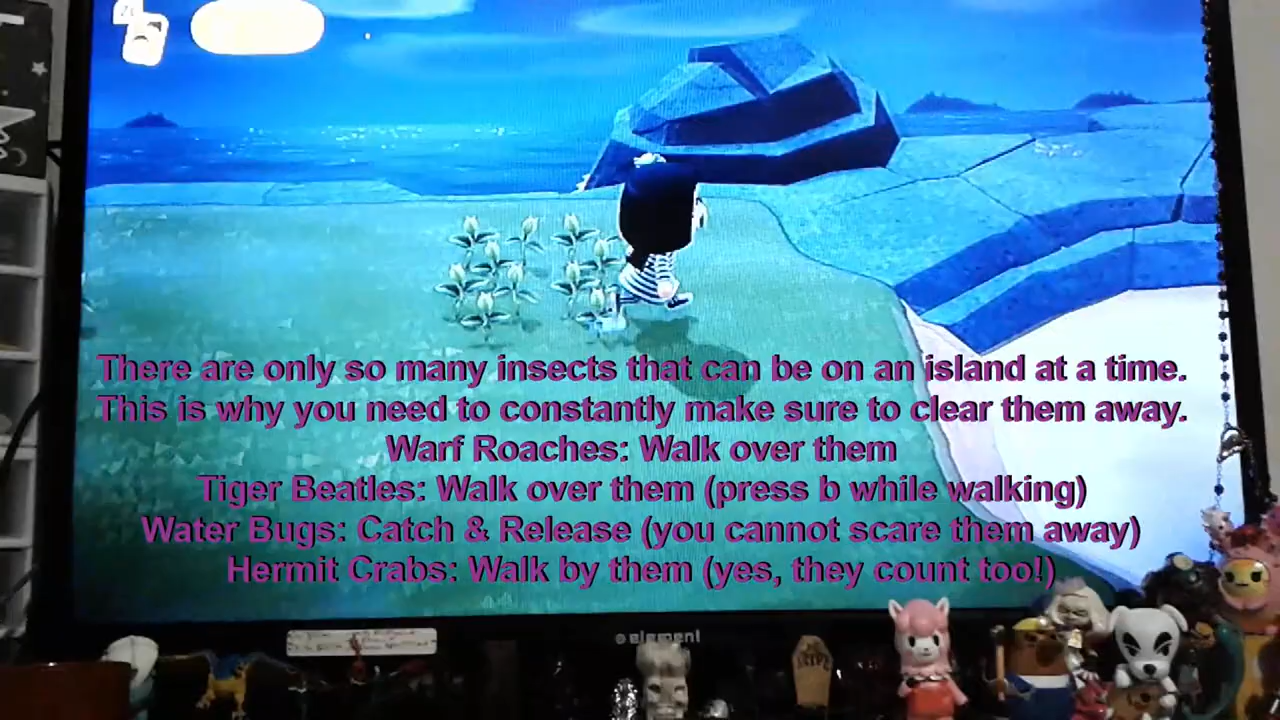 There are only so many insects that can be on an island at a time.
This is why you need to constantly make sure to clear them away.
Warf Roaches: Walk over them
Tiger Beatles: Walk over them (press b while walking)
Water Bugs: Catch & Release (you cannot scare them away)
Hermit Crabs: Walk by them (yes, they count too!)
element